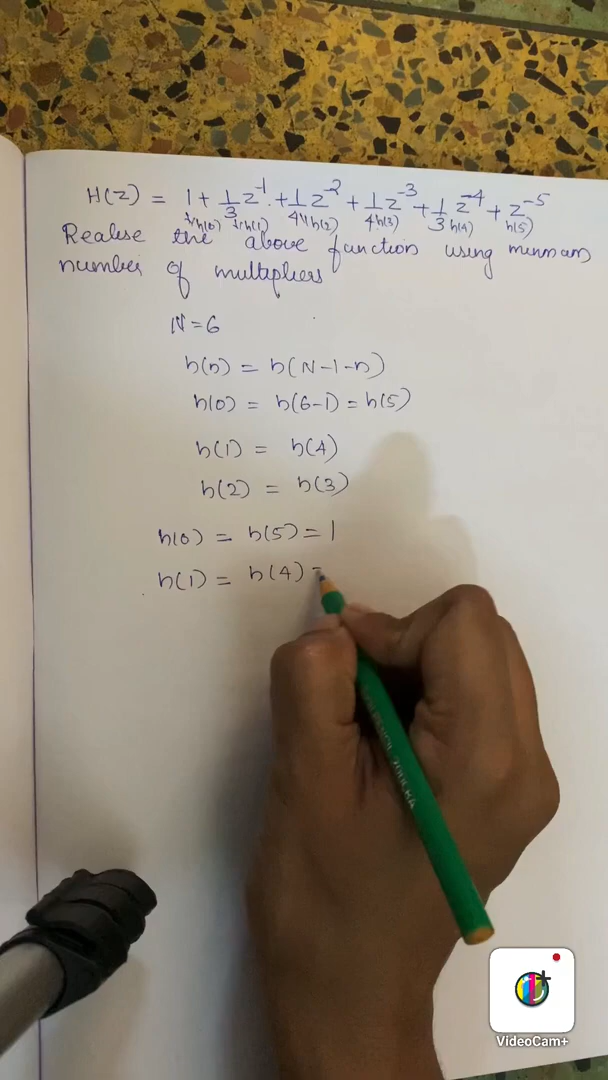 H(z) = 1 + 1/3 z^-1 + 1/4 z^-2 + 1/4 z^-3 + 1/3 z^-4 + z^-5
h(0) h(1) h(2) h(3) h(4) h(5)
Realise the above function using
number of multipliers
N=6
h(n) = h(N-1-n)
h(0) = h(6-1) = h(5)
h(1) = h(4)
h(2) = h(3)
h(0) = h(5) = 1
h(1) = h(4) =
VideoCam+